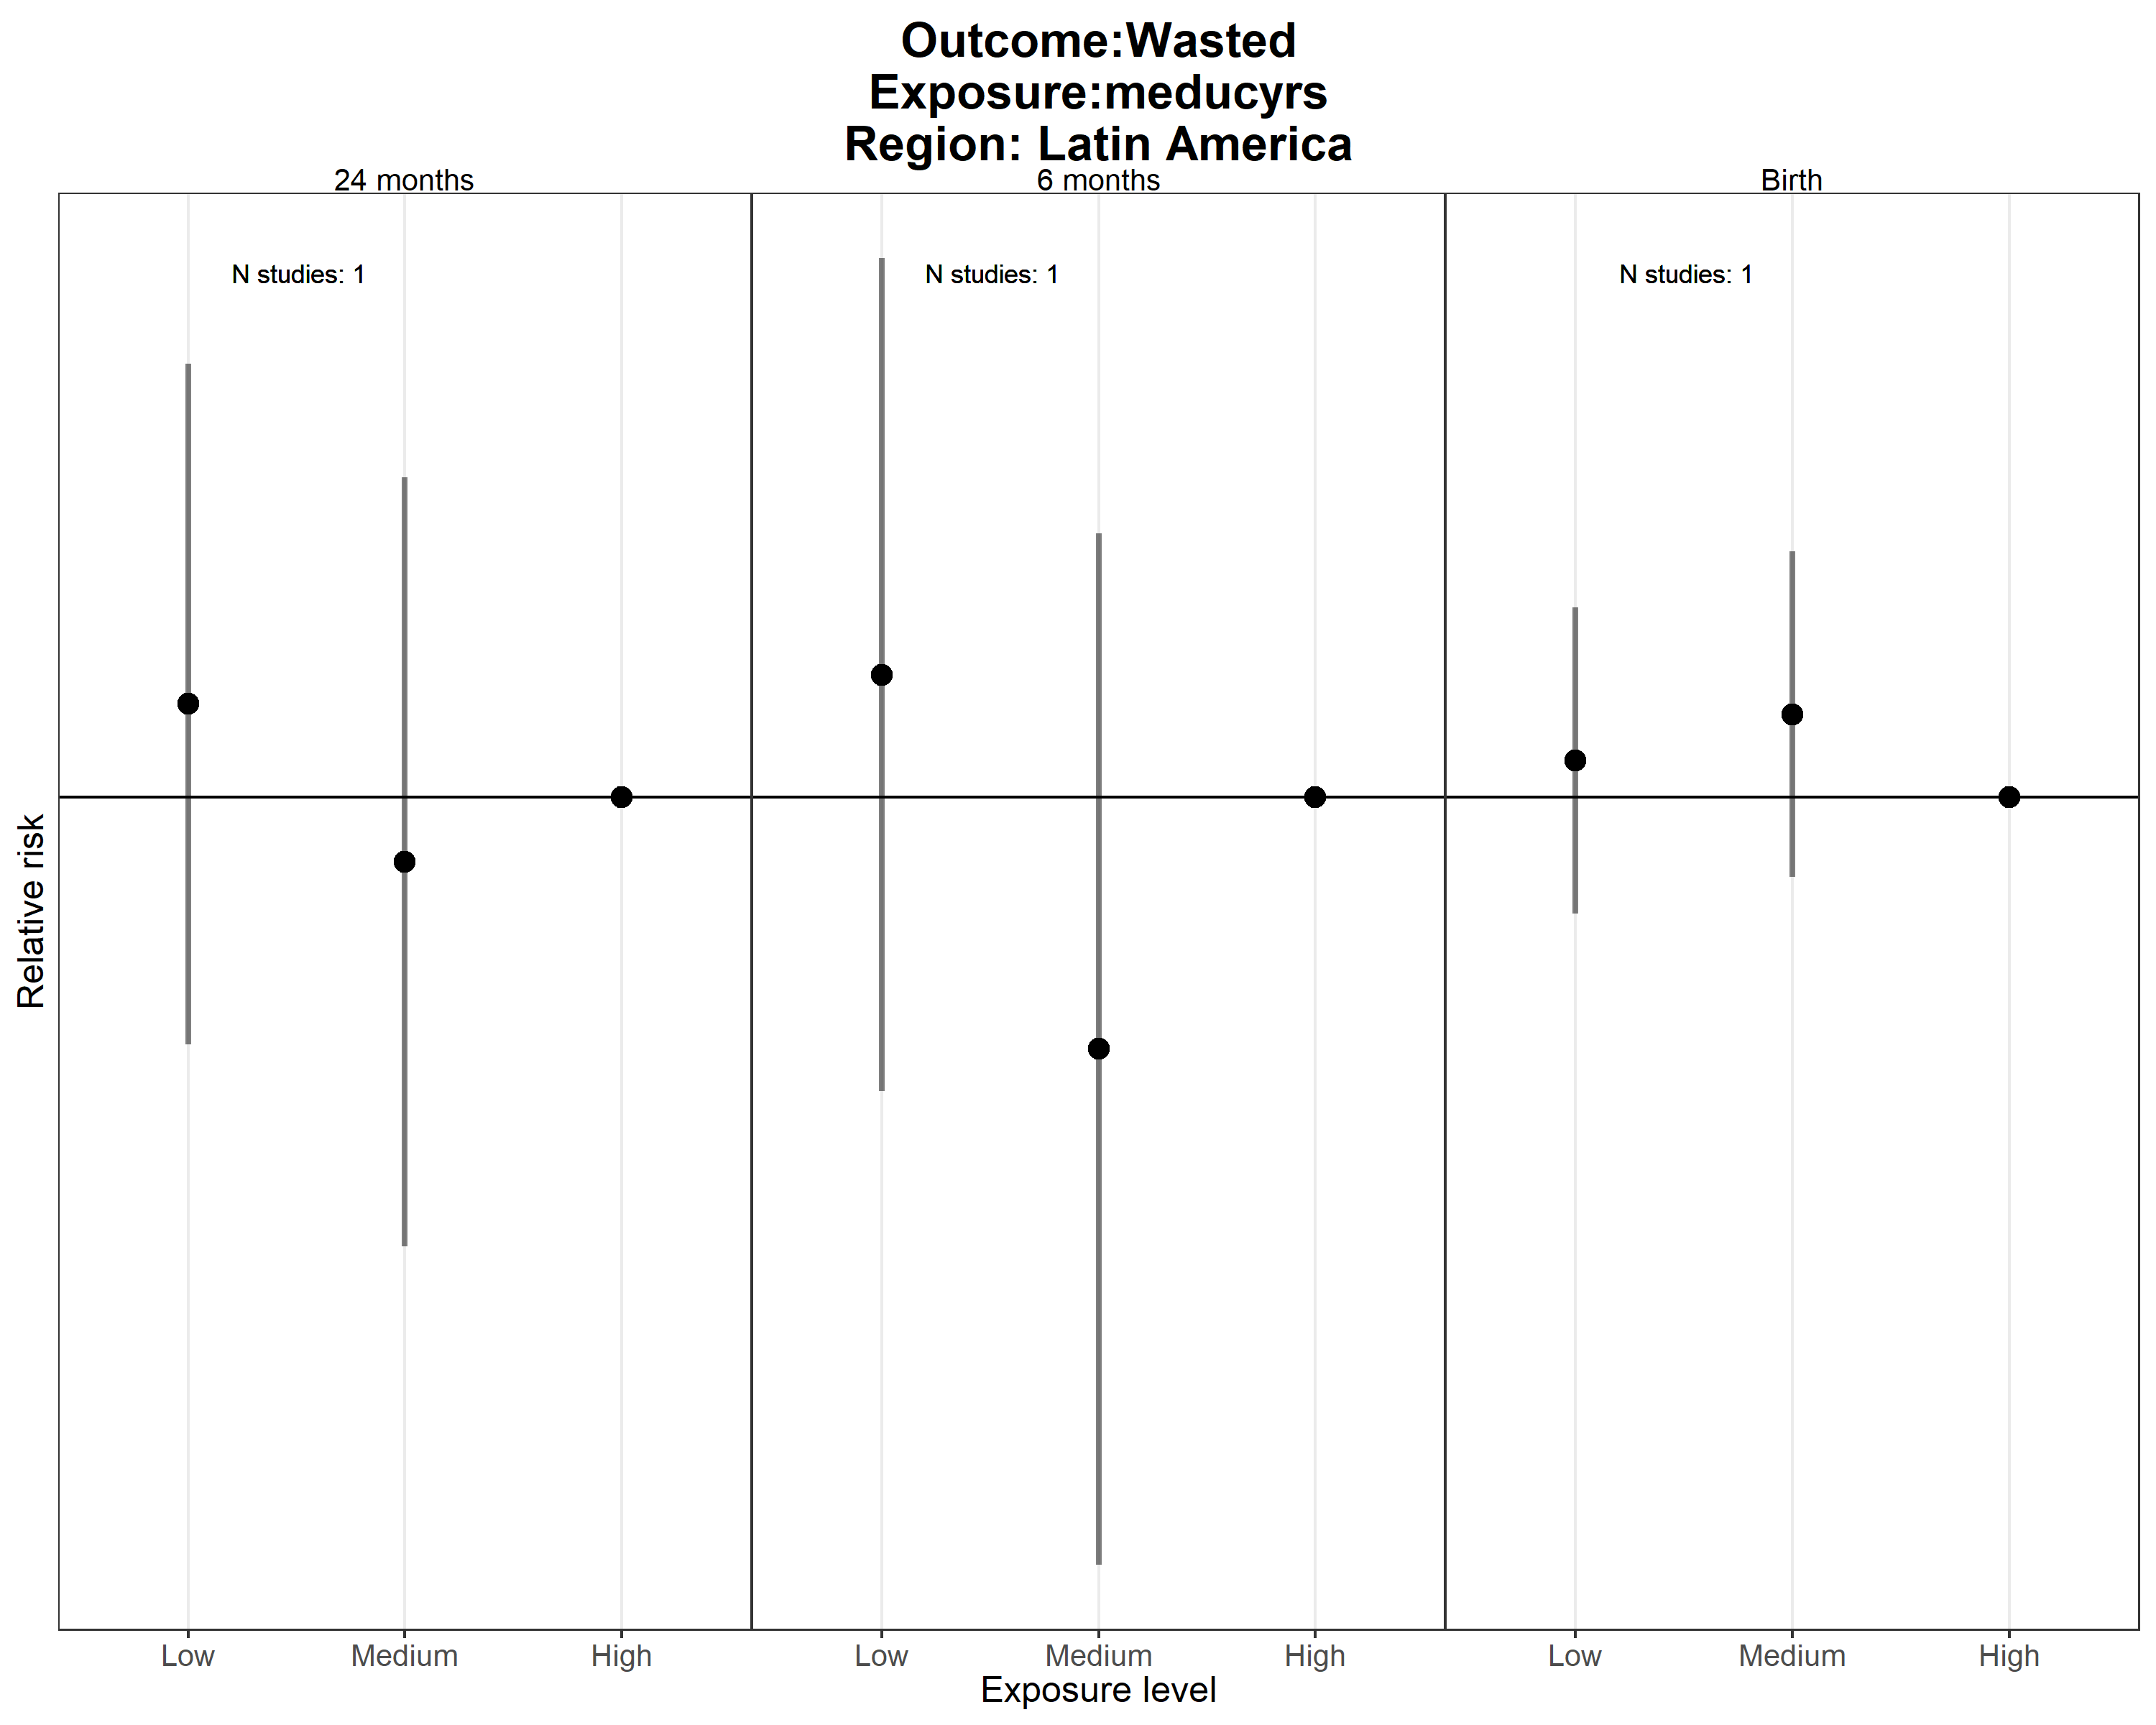 Outcome:Wasted
Exposure:meducyrs
Region: Latin America
24 months
6 months
Birth
N studies: 1
N studies: 1
N studies: 1
Relative risk
Low
Medium
High
Low
Medium
High
Low
Medium
High
Exposure level